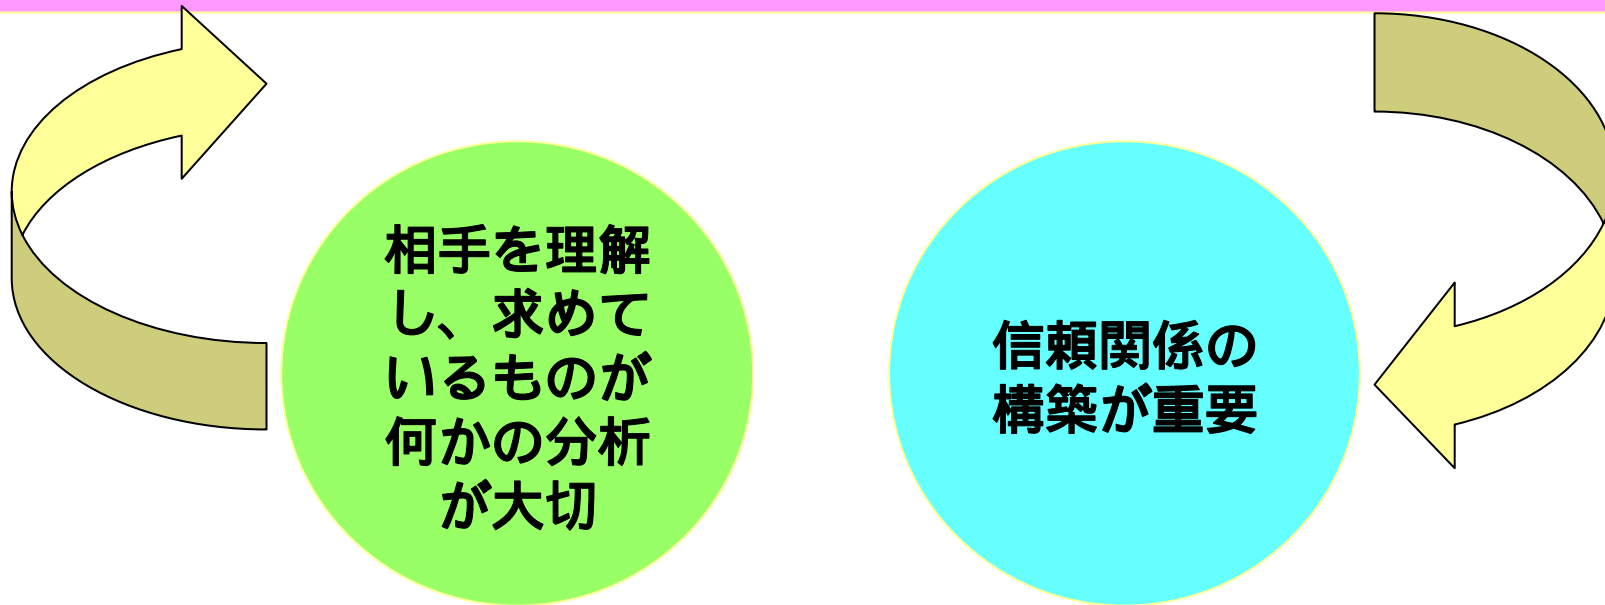 相手を理解
し、求めて
いるものが
何かの分析
が大切
信頼関係の
構築が重要